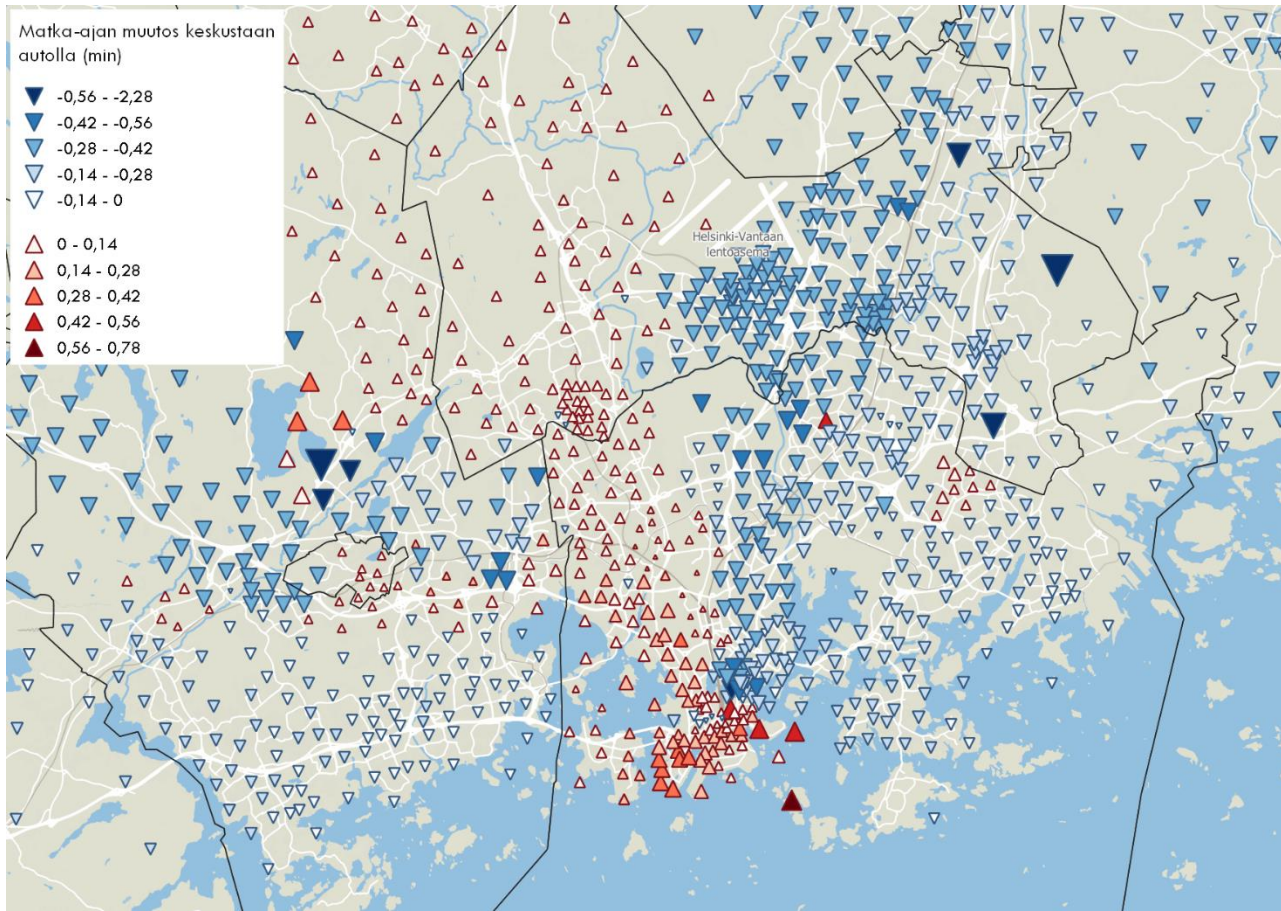 Matka-ajan muutos keskustaan
autolla (min)
-0,56 - -2,28
-0,42 - -0,56
-0,28 - -0,42
-0,14 - -0,28
-0,14 - 0
0 - 0,14
0,14 - 0,28
0,28 - 0,42
0,42 - 0,56
0,56 - 0,78
Helsinki-Vantaan
lentoasema